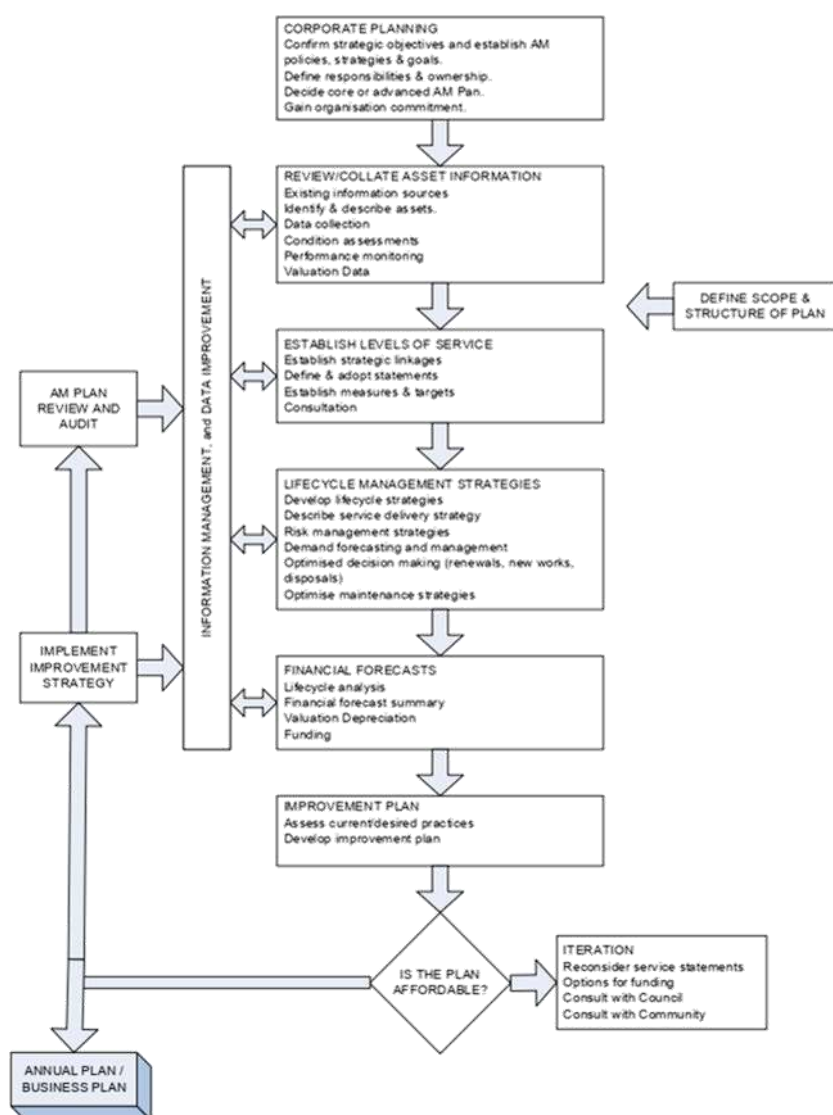 CORPORATE PLANNING
Confirm strategic objectives and establish AM
policies, strategies & goals.
Define responsibilities & ownership.
Decide core or advanced AM Pan.
Gain organisation commitment.
REVIEW/COLLATE ASSET INFORMATION
Existing information sources
Identify & describe assets.
Data collection
Condition assessments
Performance monitoring
Valuation Data
DEFINE SCOPE &
STRUCTURE OF PLAN
INFORMATION MANAGEMENT, and DATA IMPROVEMENT
ESTABLISH LEVELS OF SERVICE
Establish strategic linkages
Define & adopt statements
Establish measures & targets
Consultation
AM PLAN
REVIEW AND
AUDIT
LIFECYCLE MANAGEMENT STRATEGIES
Develop lifecycle strategies
Describe service delivery strategy
Risk management strategies
Demand forecasting and management
Optimised decision making (renewals, new works,
disposals)
Optimise maintenance strategies
IMPLEMENT
IMPROVEMENT
STRATEGY
FINANCIAL FORECASTS
Lifecycle analysis
Financial forecast summary
Valuation Depreciation
Funding
IMPROVEMENT PLAN
Assess current/desired practices
Develop improvement plan
IS THE PLAN
AFFORDABLE?
ITERATION
Reconsider service statements
Options for funding
Consult with Council
Consult with Community
ANNUAL PLAN /
BUSINESS PLAN